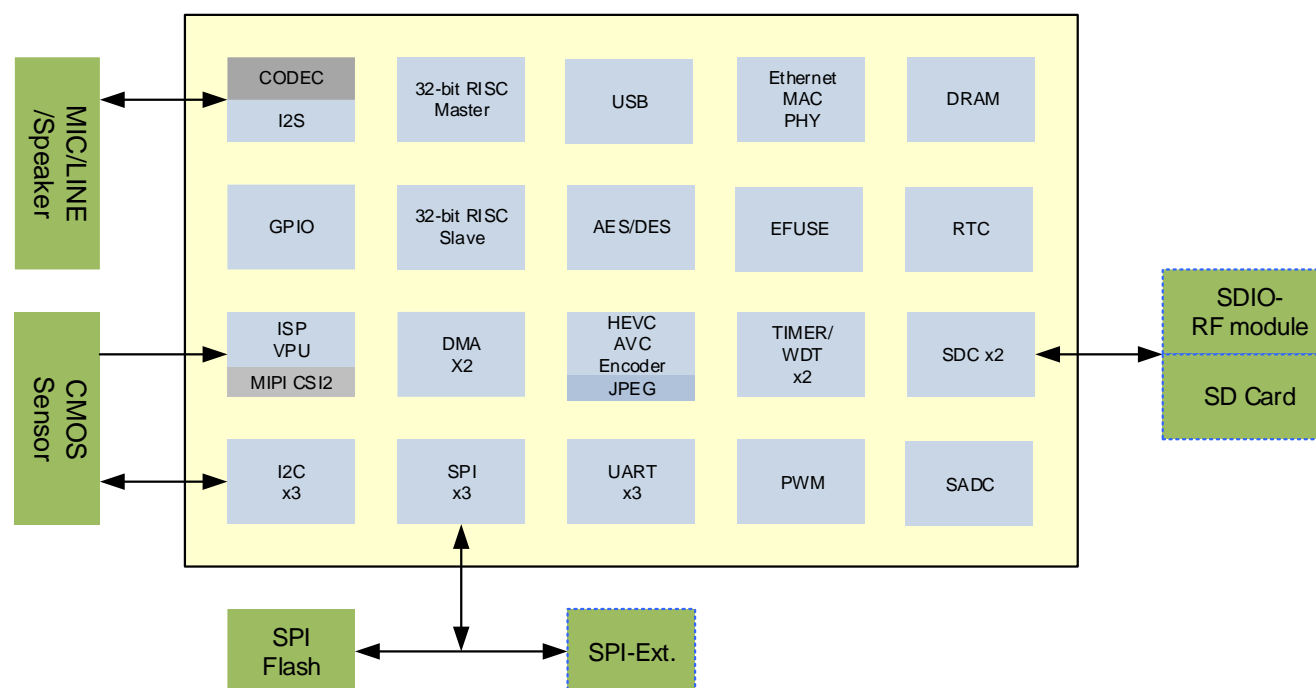 MIC/LINE
/Speaker
CODEC
I2S
32-bit RISC
Master
USB
Ethernet
MAC
PHY
DRAM
GPIO
32-bit RISC
Slave
AES/DES
EFUSE
RTC
CMOS
Sensor
ISP
VPU
MIPI CSI2
DMA
X2
HEVC
AVC
Encoder
JPEG
TIMER/
WDT
x2
SDC x2
SDIO-
RF module
SD Card
I2C
x3
SPI
x3
UART
x3
PWM
SADC
SPI
Flash
SPI-Ext.